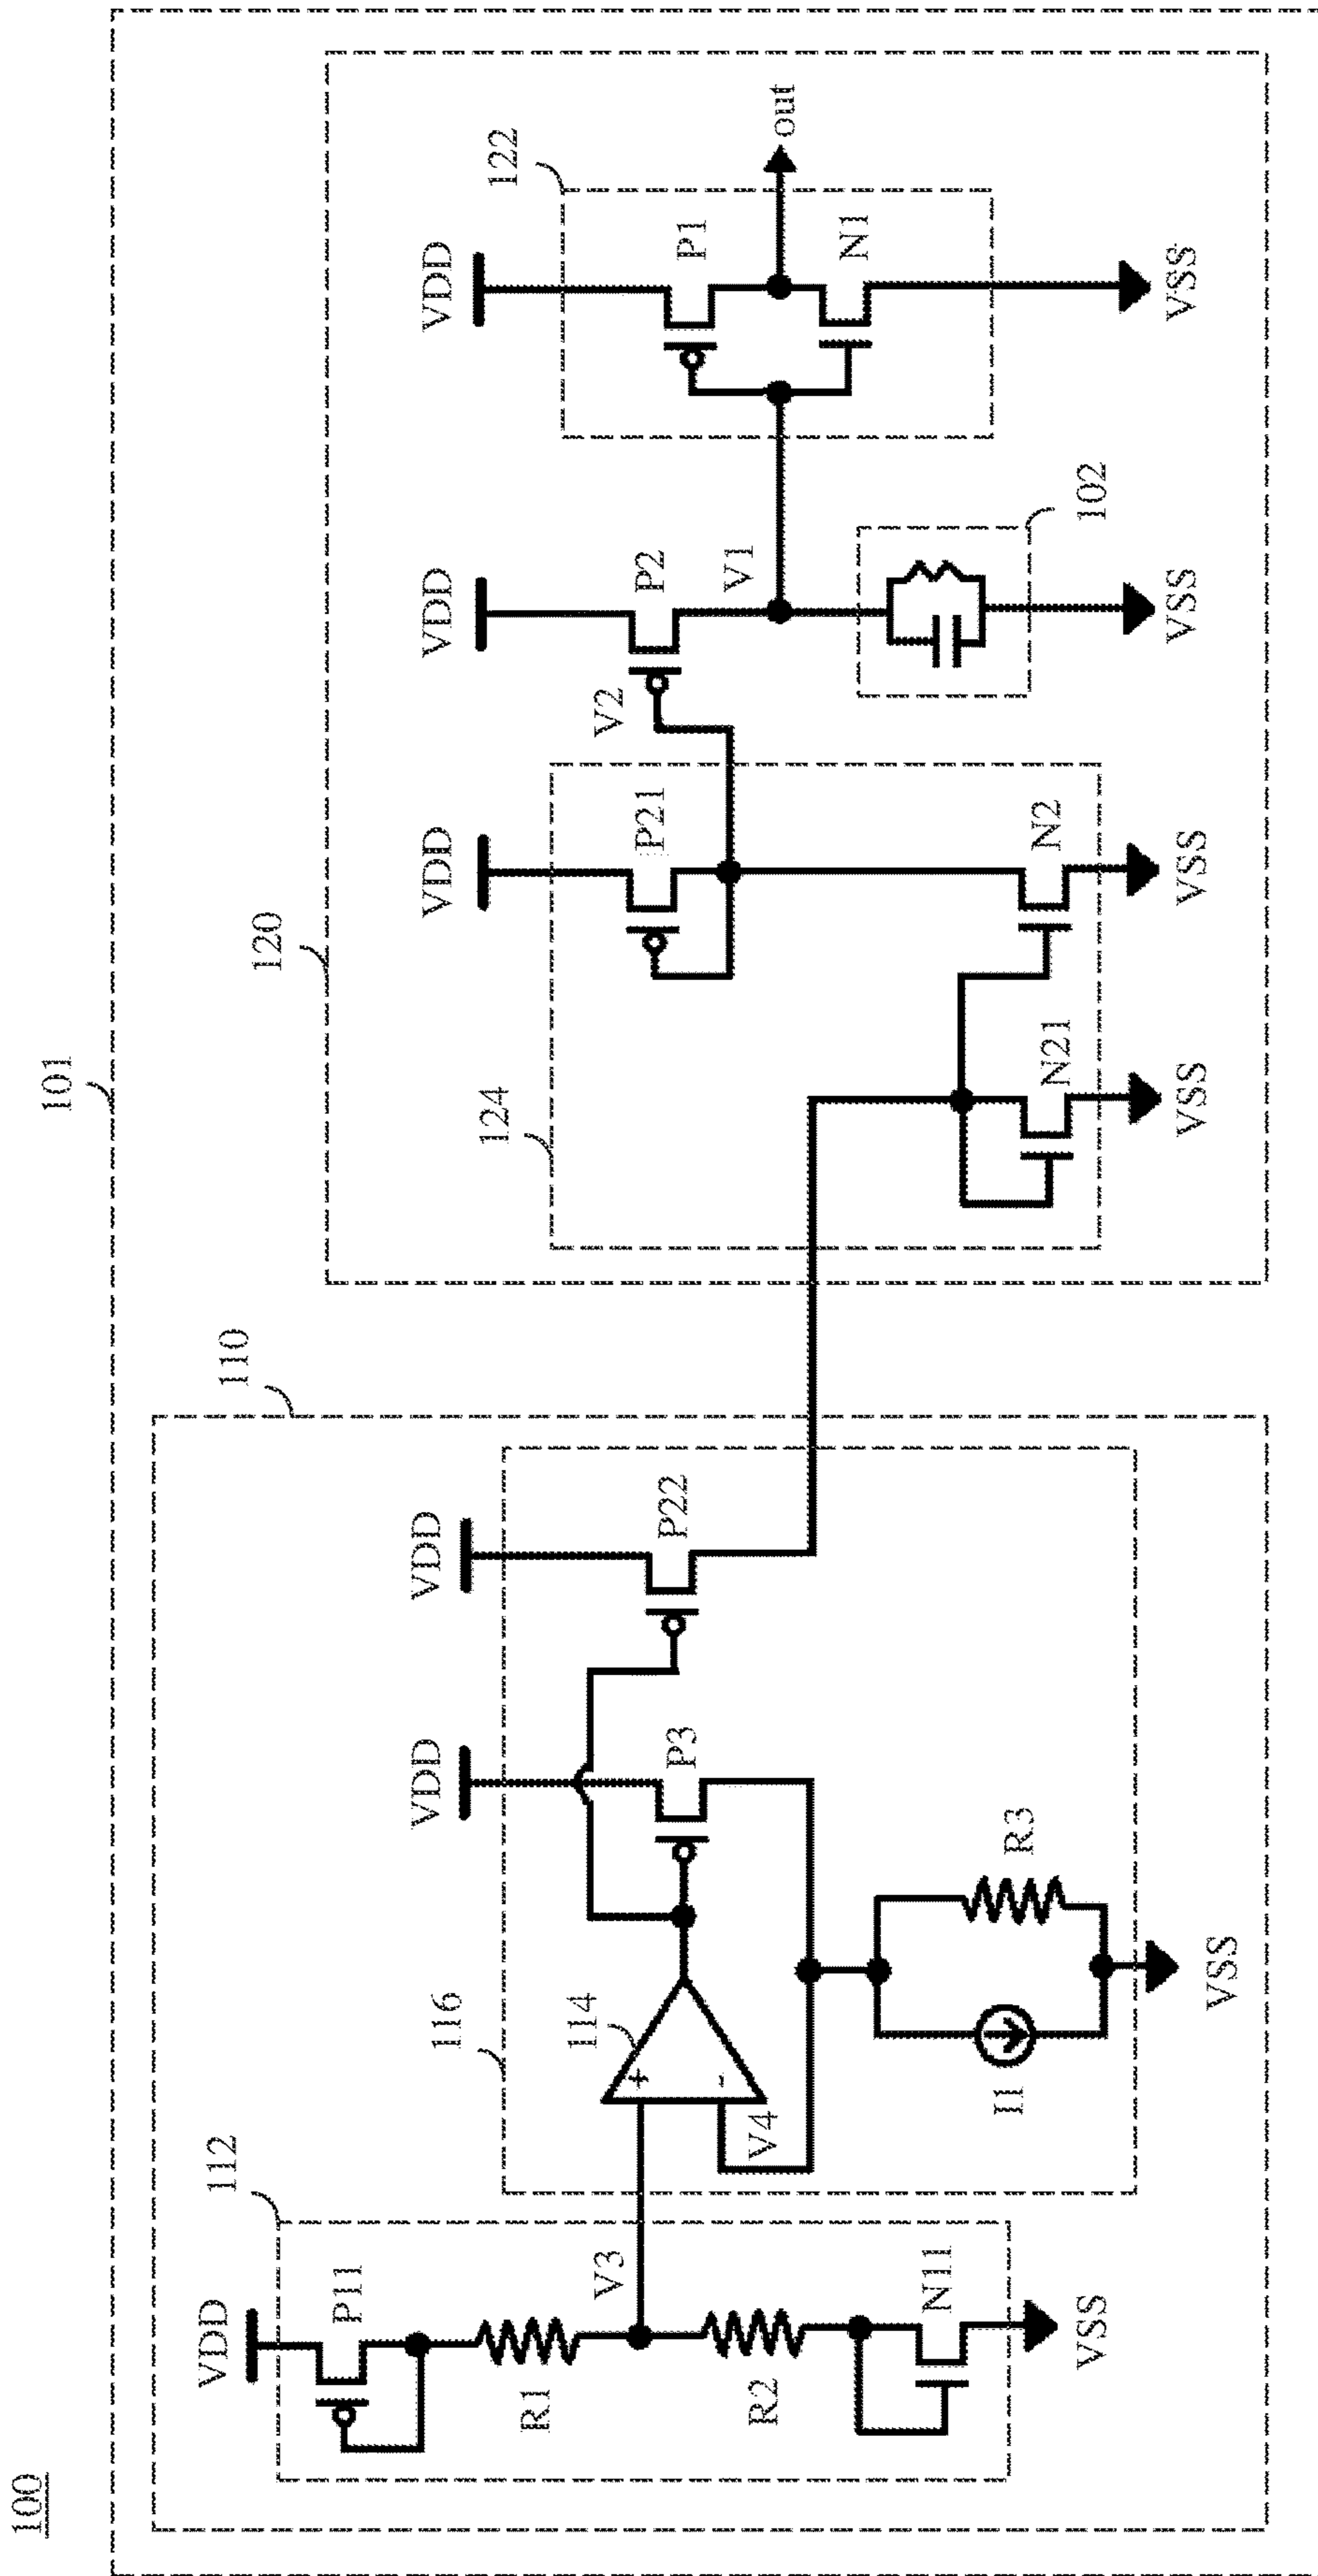 100
101
110
120
112
VDD
P11
R1
V3
R2
N11
VSS
116
114
+
-
V4
VDD
P3
VDD
P22
I1
R3
VSS
124
VDD
P21
N21
N2
VSS
VSS
V2
VDD
P2
V1
102
VSS
122
VDD
P1
N1
out
VSS